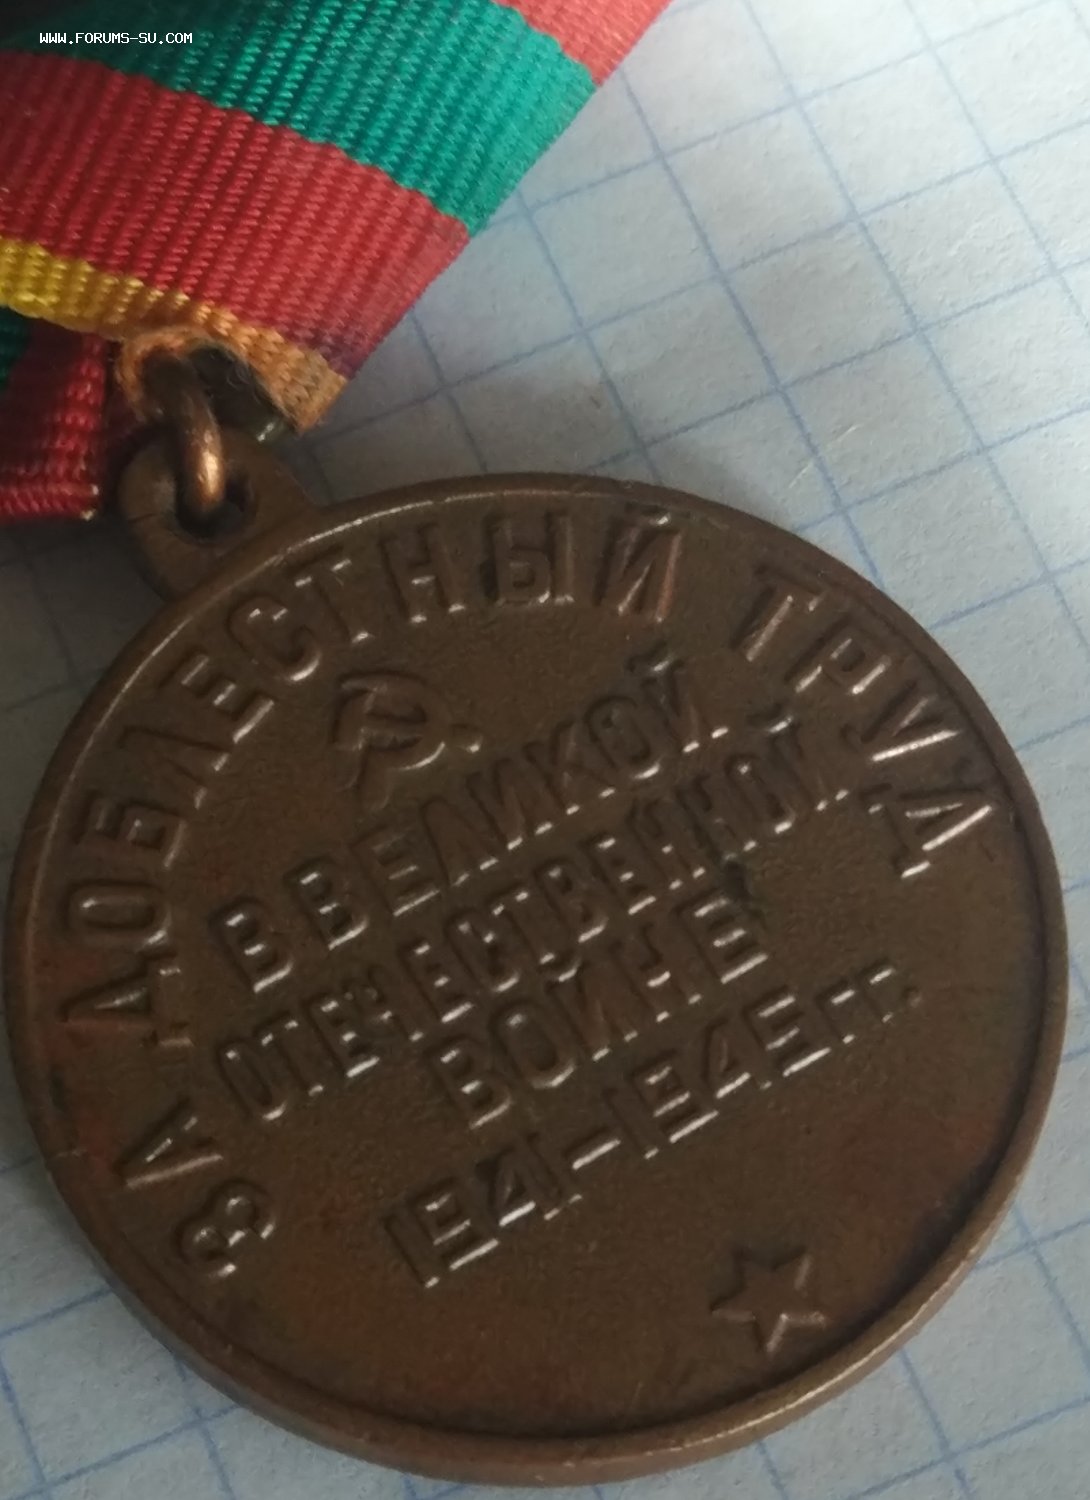 WWW.FORUMS-SU.COM
ЗА ДОБЛЕСТНЫЙ ТРУД
В ВЕЛИКОЙ
ОТЕЧЕСТВЕННОЙ
ВОЙНЕ
1941-1945 гг.